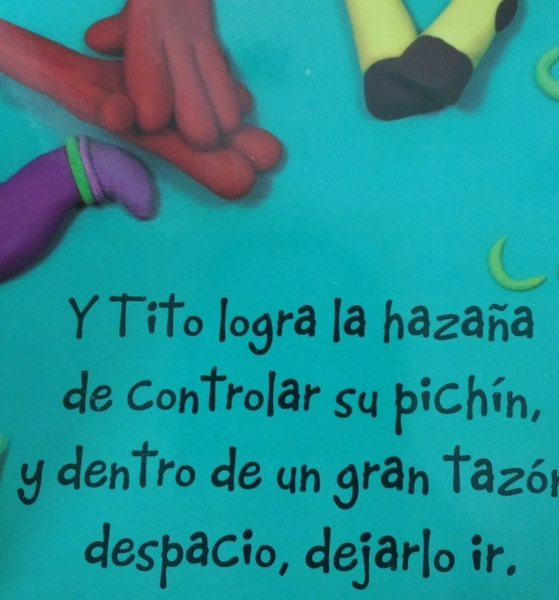 Y Tito logra la hazaña
de controlar su pichín,
y dentro de un gran tazón
despacio, dejarlo ir.